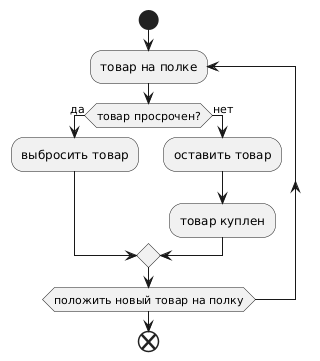 товар на полке
товар просрочен?
да
нет
выбросить товар
оставить товар
товар куплен
положить новый товар на полку